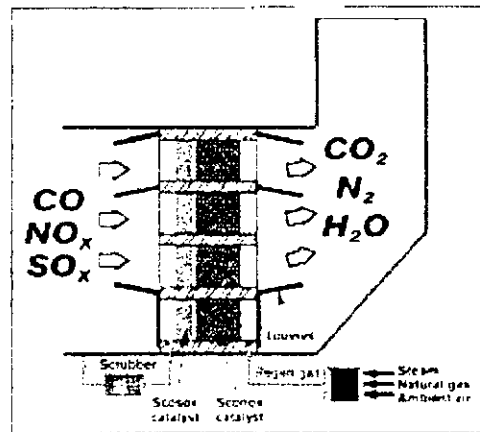 CO₂
N₂
H₂O
CO
NOₓ
SOₓ
Louvres
Scrubber
Regen gas
Steam
Natural gas
Ambient air
Scosox
catalyst
Sconox
catalyst